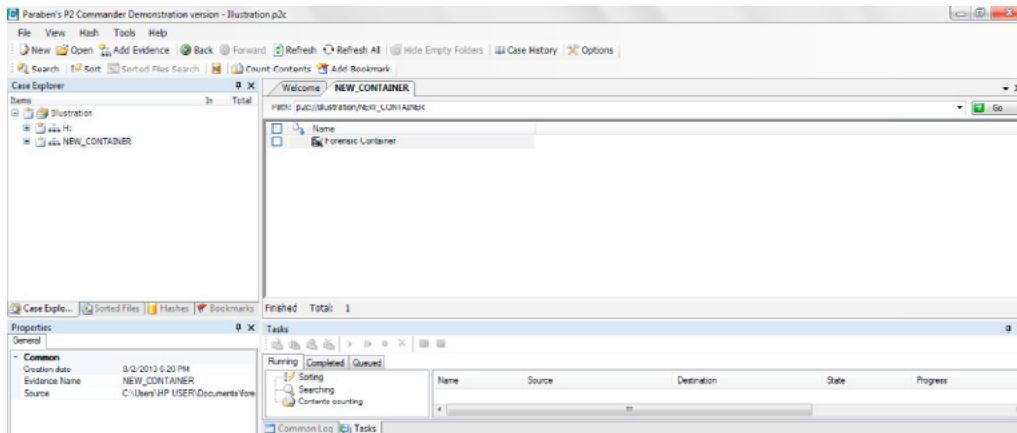 Paraben's P2 Commander Demonstration version - Illustration.p2c
File View Hash Tools Help
New Open Add Evidence Back Forward Refresh Refresh All Hide Empty Folders Case History Options
Search Sort Sorted Files Search Count Contents Add Bookmark
Case Explorer
Items In Total
Illustration
H:
NEW_CONTAINER
Welcome NEW_CONTAINER
Path: p2c://Illustration/NEW_CONTAINER Go
Name
Forensic Container
Case Explo... Sorted Files Hashes Bookmarks
Finished Total: 1
Properties
General
Common
Creation date 8/2/2013 6:20 PM
Evidence Name NEW_CONTAINER
Source C:\Users\HP USER\Documents\fore
Tasks
Running Completed Queued
Sorting
Searching
Contents counting
Name Source Destination State Progress
Common Log Tasks